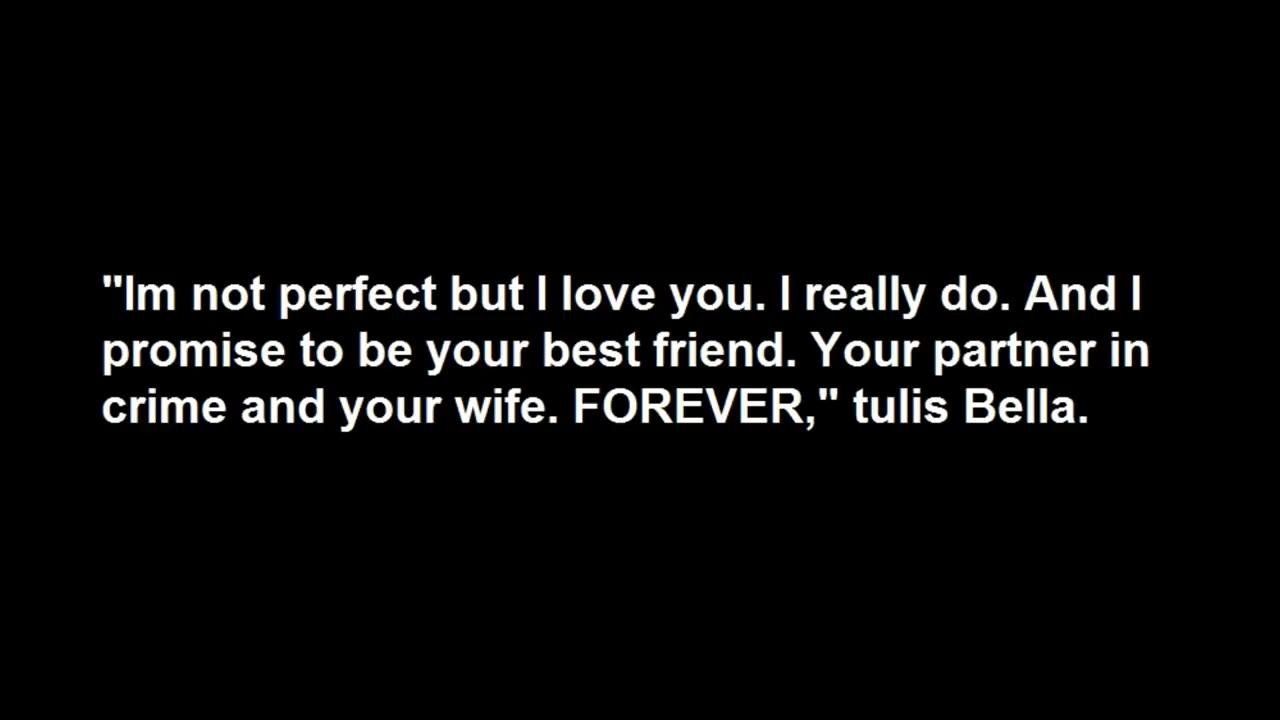 "Im not perfect but I love you. I really do. And I
promise to be your best friend. Your partner in
crime and your wife. FOREVER," tulis Bella.